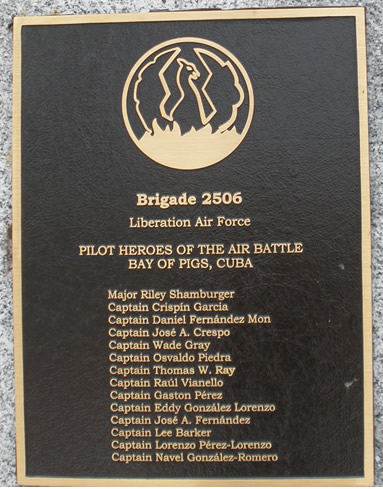 Brigade 2506
Liberation Air Force
PILOT HEROES OF THE AIR BATTLE
BAY OF PIGS, CUBA
Major Riley Shamburger
Captain Crispín García
Captain Daniel Fernández Mon
Captain José A. Crespo
Captain Wade Gray
Captain Osvaldo Piedra
Captain Thomas W. Ray
Captain Raúl Vianello
Captain Gaston Pérez
Captain Eddy González Lorenzo
Captain José A. Fernández
Captain Lee Barker
Captain Lorenzo Pérez-Lorenzo
Captain Navel González-Romero